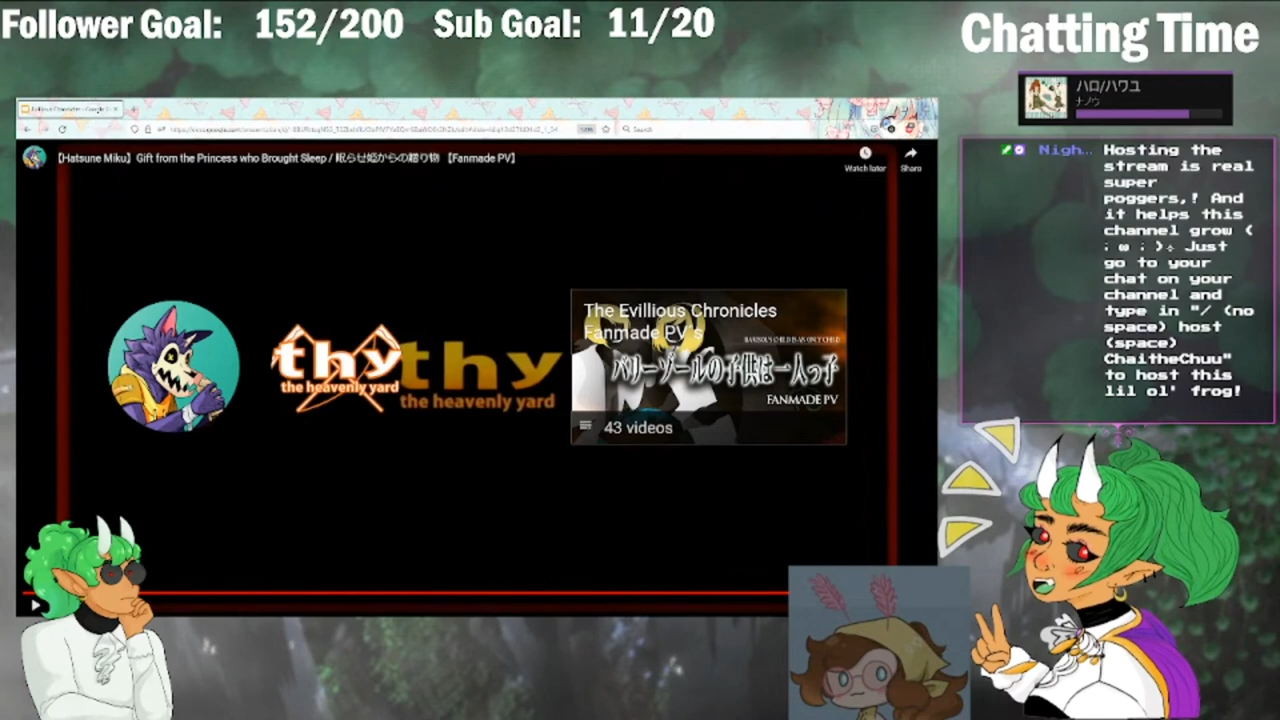 Follower Goal: 152/200 Sub Goal: 11/20
Chatting Time
ハロ/ハワユ
ナノウ
Search
【Hatsune Miku】Gift from the Princess who Brought Sleep / 眠らせ姫からの贈り物 【Fanmade PV】
Watch later
Share
Nigh... Hosting the
stream is real
super
poggers,! And
it helps this
channel grow (
; ω ; )÷ Just
go to your
chat on your
channel and
type in "/ (no
space) host
(space)
ChaitheChuu"
to host this
lil ol' frog!
thy
the heavenly yard
thy
the heavenly yard
The Evillious Chronicles
Fanmade PV's
バリーゾールの子供は一人っ子
FANMADE PV
43 videos